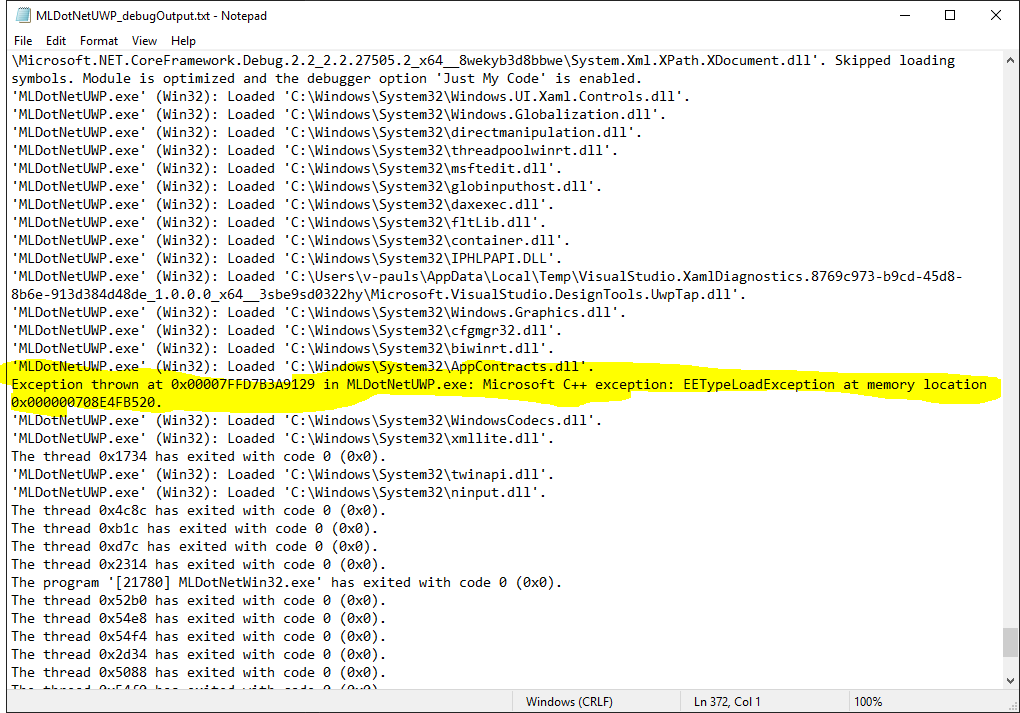 MLDotNetUWP_debugOutput.txt - Notepad
File Edit Format View Help
\Microsoft.NET.CoreFramework.Debug.2.2_2.2.27505.2_x64__8wekyb3d8bbwe\System.Xml.XPath.XDocument.dll'. Skipped loading
symbols. Module is optimized and the debugger option 'Just My Code' is enabled.
'MLDotNetUWP.exe' (Win32): Loaded 'C:\Windows\System32\Windows.UI.Xaml.Controls.dll'.
'MLDotNetUWP.exe' (Win32): Loaded 'C:\Windows\System32\Windows.Globalization.dll'.
'MLDotNetUWP.exe' (Win32): Loaded 'C:\Windows\System32\directmanipulation.dll'.
'MLDotNetUWP.exe' (Win32): Loaded 'C:\Windows\System32\threadpoolwinrt.dll'.
'MLDotNetUWP.exe' (Win32): Loaded 'C:\Windows\System32\msftedit.dll'.
'MLDotNetUWP.exe' (Win32): Loaded 'C:\Windows\System32\globinputhost.dll'.
'MLDotNetUWP.exe' (Win32): Loaded 'C:\Windows\System32\daxexec.dll'.
'MLDotNetUWP.exe' (Win32): Loaded 'C:\Windows\System32\fltLib.dll'.
'MLDotNetUWP.exe' (Win32): Loaded 'C:\Windows\System32\container.dll'.
'MLDotNetUWP.exe' (Win32): Loaded 'C:\Windows\System32\IPHLPAPI.DLL'.
'MLDotNetUWP.exe' (Win32): Loaded 'C:\Users\v-pauls\AppData\Local\Temp\VisualStudio.XamlDiagnostics.8769c973-b9cd-45d8-
8b6e-913d384d48de_1.0.0.0_x64__3sbe9sd0322hy\Microsoft.VisualStudio.DesignTools.UwpTap.dll'.
'MLDotNetUWP.exe' (Win32): Loaded 'C:\Windows\System32\Windows.Graphics.dll'.
'MLDotNetUWP.exe' (Win32): Loaded 'C:\Windows\System32\cfgmgr32.dll'.
'MLDotNetUWP.exe' (Win32): Loaded 'C:\Windows\System32\biwinrt.dll'.
'MLDotNetUWP.exe' (Win32): Loaded 'C:\Windows\System32\AppContracts.dll'.
Exception thrown at 0x00007FFD7B3A9129 in MLDotNetUWP.exe: Microsoft C++ exception: EETypeLoadException at memory location
0x000000708E4FB520.
'MLDotNetUWP.exe' (Win32): Loaded 'C:\Windows\System32\WindowsCodecs.dll'.
'MLDotNetUWP.exe' (Win32): Loaded 'C:\Windows\System32\xmllite.dll'.
The thread 0x1734 has exited with code 0 (0x0).
'MLDotNetUWP.exe' (Win32): Loaded 'C:\Windows\System32\twinapi.dll'.
'MLDotNetUWP.exe' (Win32): Loaded 'C:\Windows\System32\ninput.dll'.
The thread 0x4c8c has exited with code 0 (0x0).
The thread 0xb1c has exited with code 0 (0x0).
The thread 0xd7c has exited with code 0 (0x0).
The thread 0x2314 has exited with code 0 (0x0).
The program '[21780] MLDotNetWin32.exe' has exited with code 0 (0x0).
The thread 0x52b0 has exited with code 0 (0x0).
The thread 0x54e8 has exited with code 0 (0x0).
The thread 0x54f4 has exited with code 0 (0x0).
The thread 0x2d34 has exited with code 0 (0x0).
The thread 0x5088 has exited with code 0 (0x0).
The thread has exited with code 0 (0x0).
Windows (CRLF) Ln 372, Col 1 100%